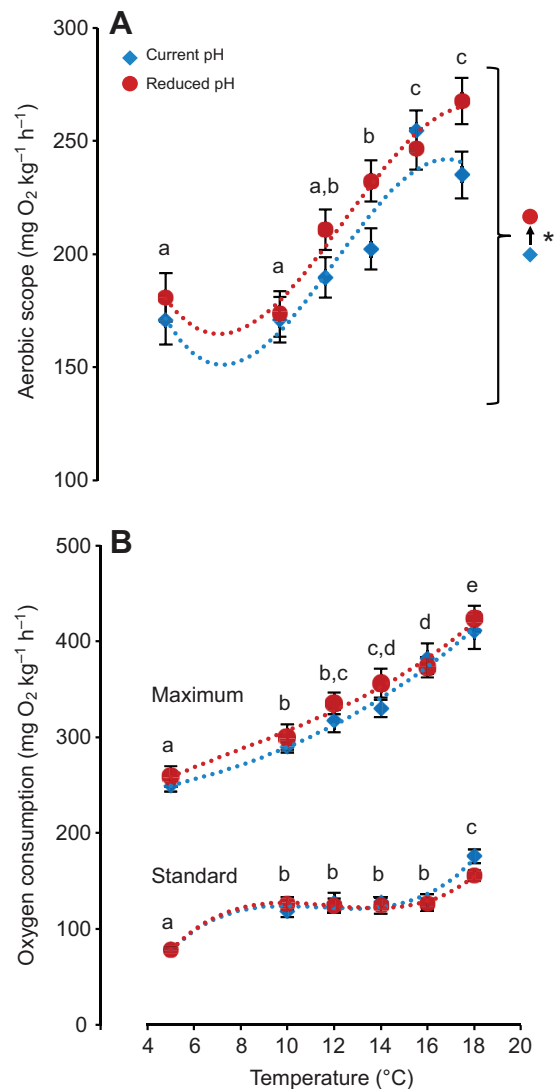 A
Current pH
Reduced pH
300
250
200
150
100
Aerobic scope (mg O₂ kg⁻¹ h⁻¹)
a
a
a,b
b
c
c
*
B
500
400
300
200
100
0
Oxygen consumption (mg O₂ kg⁻¹ h⁻¹)
Maximum
a
b
b,c
c,d
d
e
Standard
a
b
b
b
b
c
4 6 8 10 12 14 16 18 20
Temperature (°C)